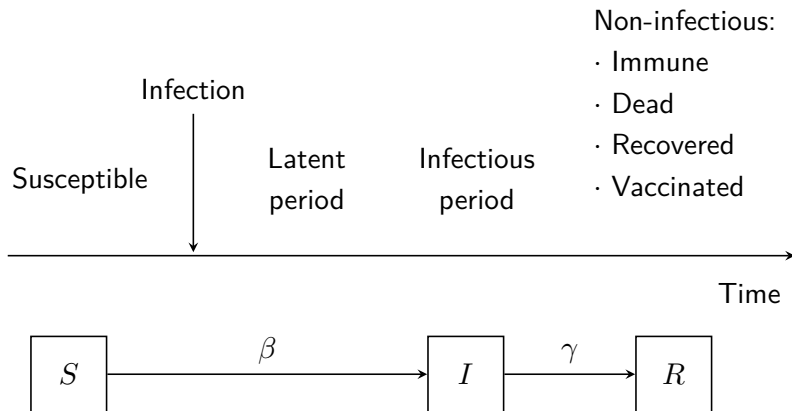 Non-infectious:
· Immune
· Dead
· Recovered
· Vaccinated
Infection
Susceptible
Latent
period
Infectious
period
Time
S
β
I
γ
R